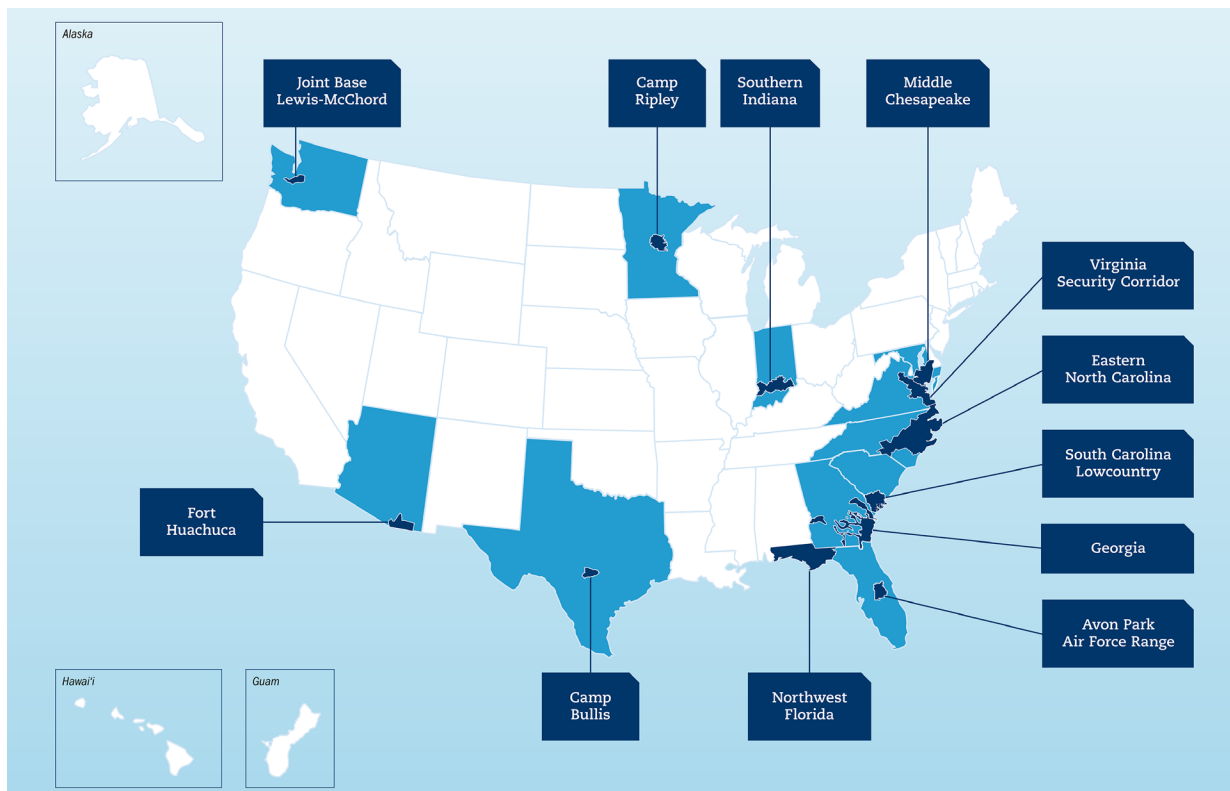 Alaska
Joint Base
Lewis-McChord
Camp
Ripley
Southern
Indiana
Middle
Chesapeake
Virginia
Security Corridor
Eastern
North Carolina
South Carolina
Lowcountry
Fort
Huachuca
Georgia
Avon Park
Air Force Range
Hawai‘i
Guam
Camp
Bullis
Northwest
Florida